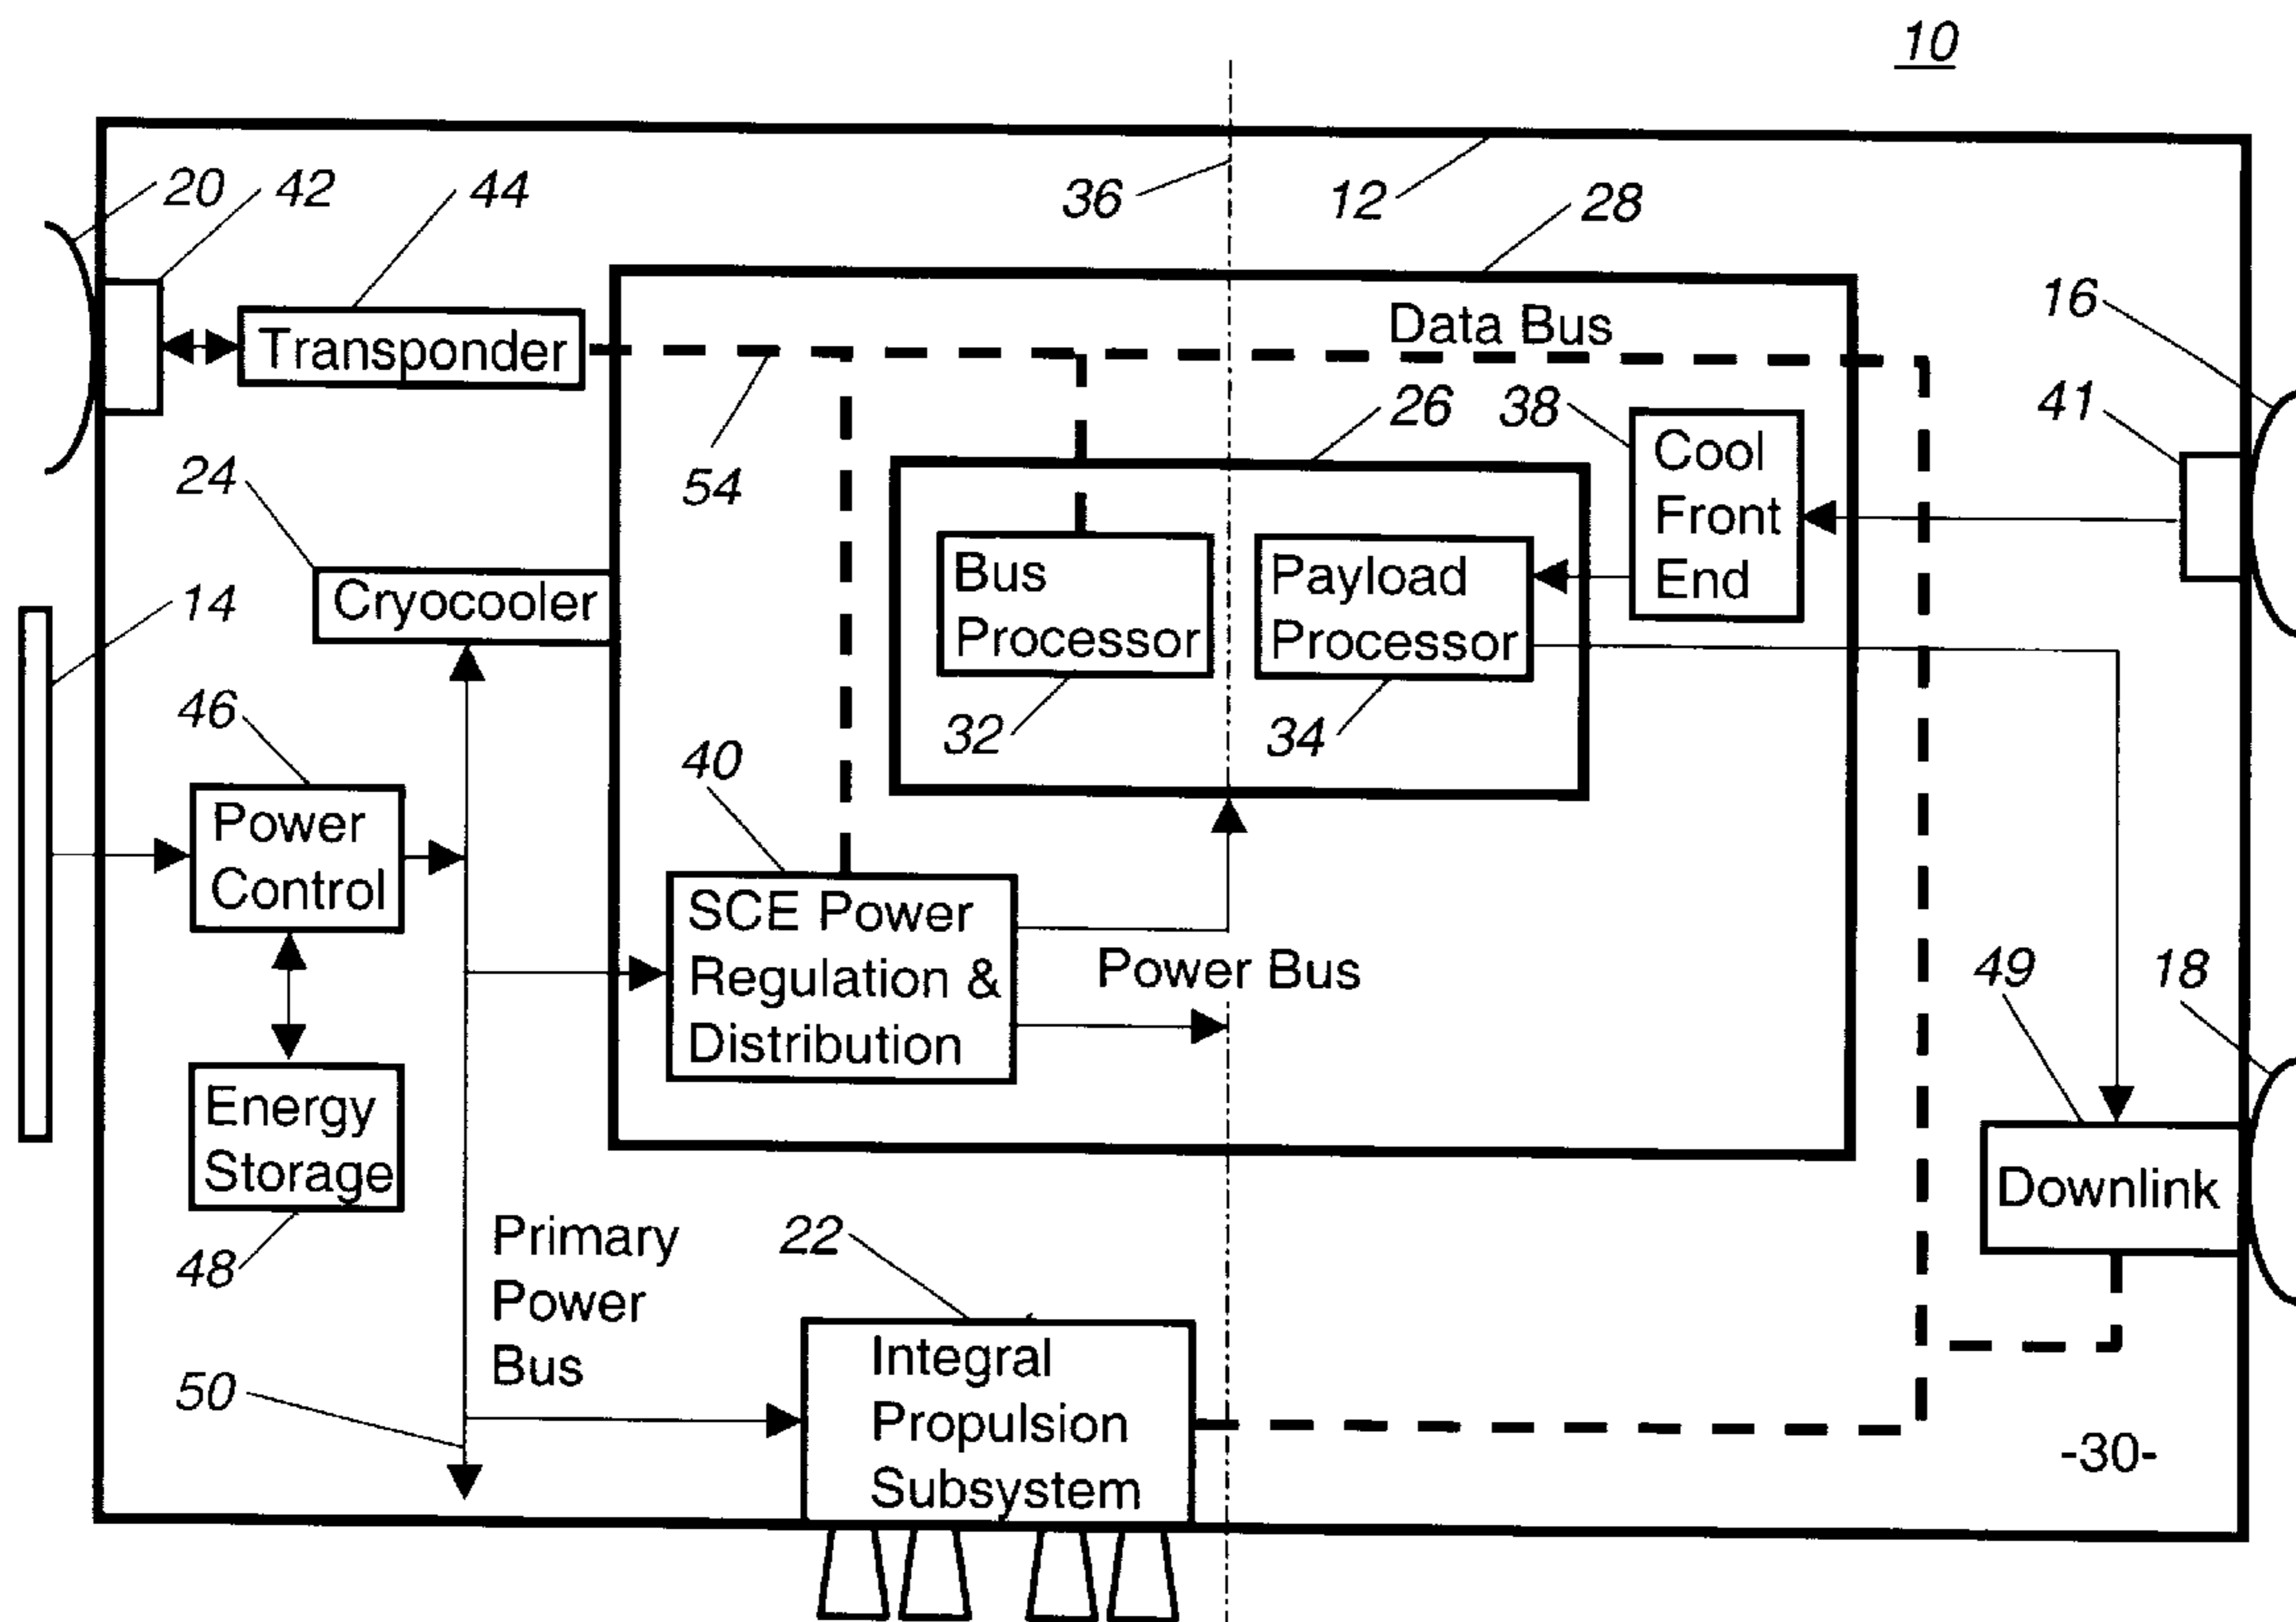 10
20
42
44
36
12
28
16
Data Bus
Transponder
41
26
38
Cool
Front
End
24
54
14
Cryocooler
Bus
Processor
Payload
Processor
46
32
34
40
Power
Control
SCE Power
Regulation &
Distribution
Power Bus
49
18
Energy
Storage
Downlink
48
Primary
Power
Bus
22
50
Integral
Propulsion
Subsystem
-30-